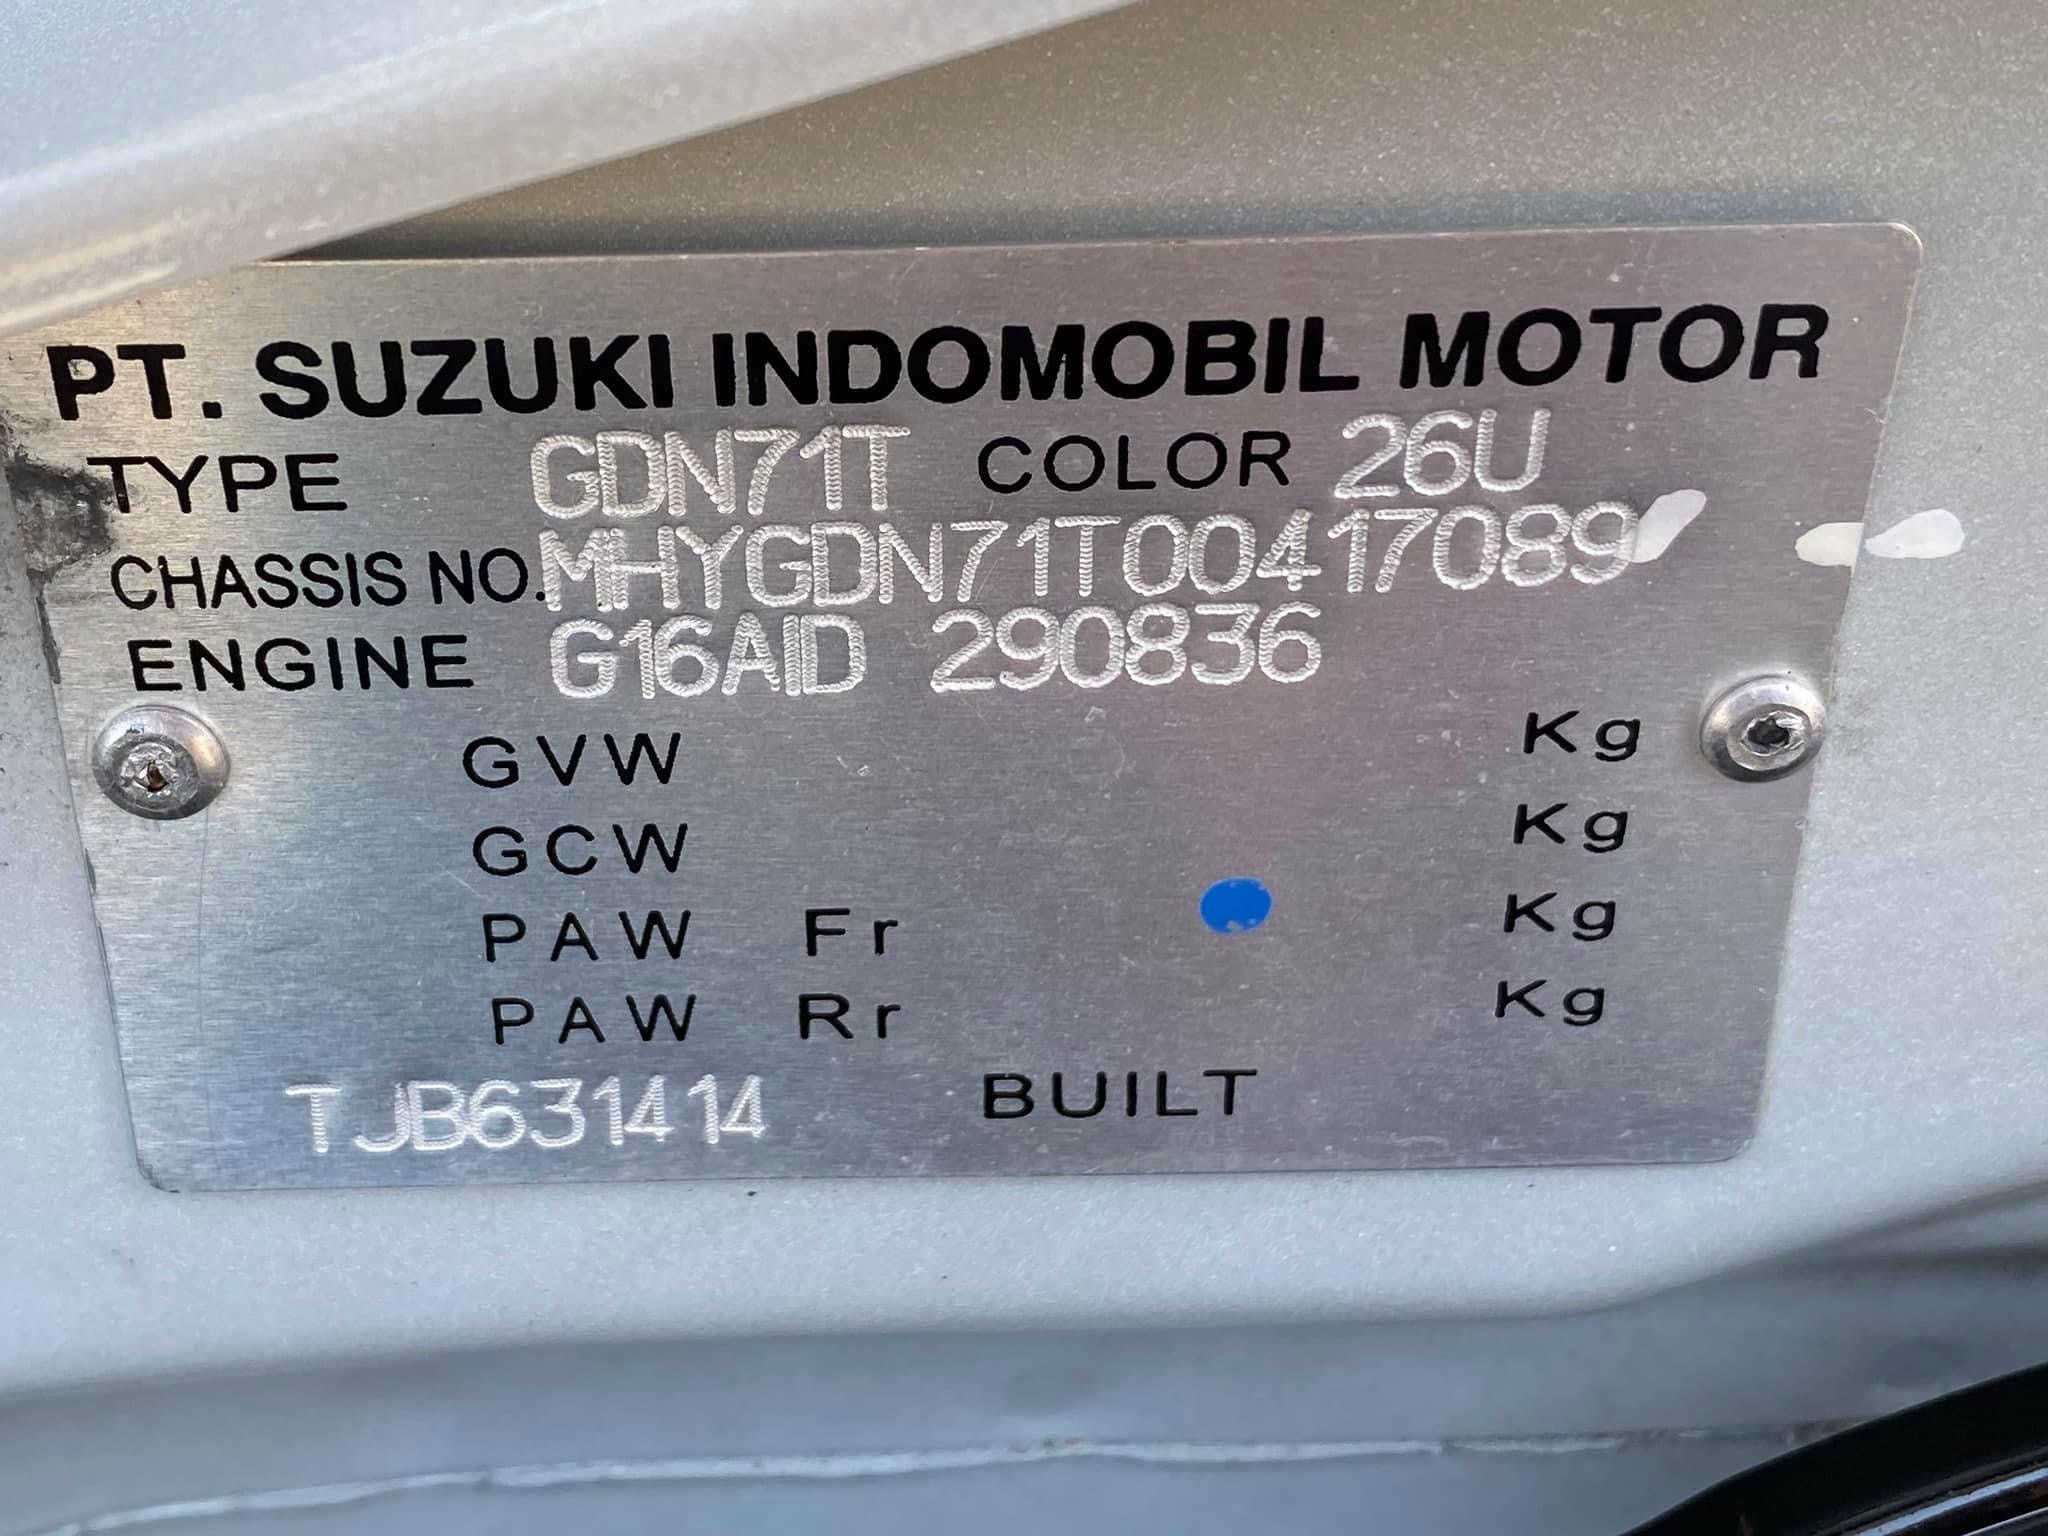 PT. SUZUKI INDOMOBIL MOTOR
TYPE GDN71T COLOR 26U
CHASSIS NO. MHYGDN71T00417089
ENGINE G16AID 290836
GVW Kg
GCW Kg
PAW Fr Kg
PAW Rr Kg
TJB631414 BUILT